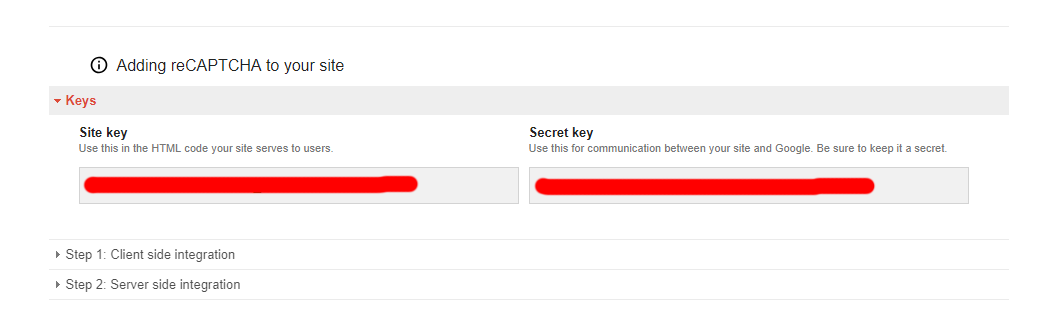 Adding reCAPTCHA to your site
Keys
Site key
Use this in the HTML code your site serves to users.
Secret key
Use this for communication between your site and Google. Be sure to keep it a secret.
Step 1: Client side integration
Step 2: Server side integration